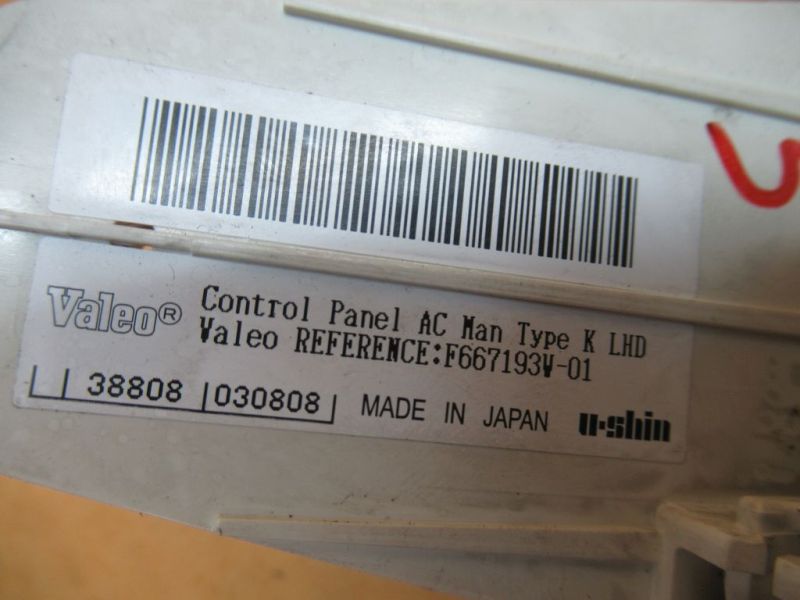 Valeo®
Control Panel AC Man Type K LHD
Valeo REFERENCE:F667193W-01
38808 030808
MADE IN JAPAN u-shin